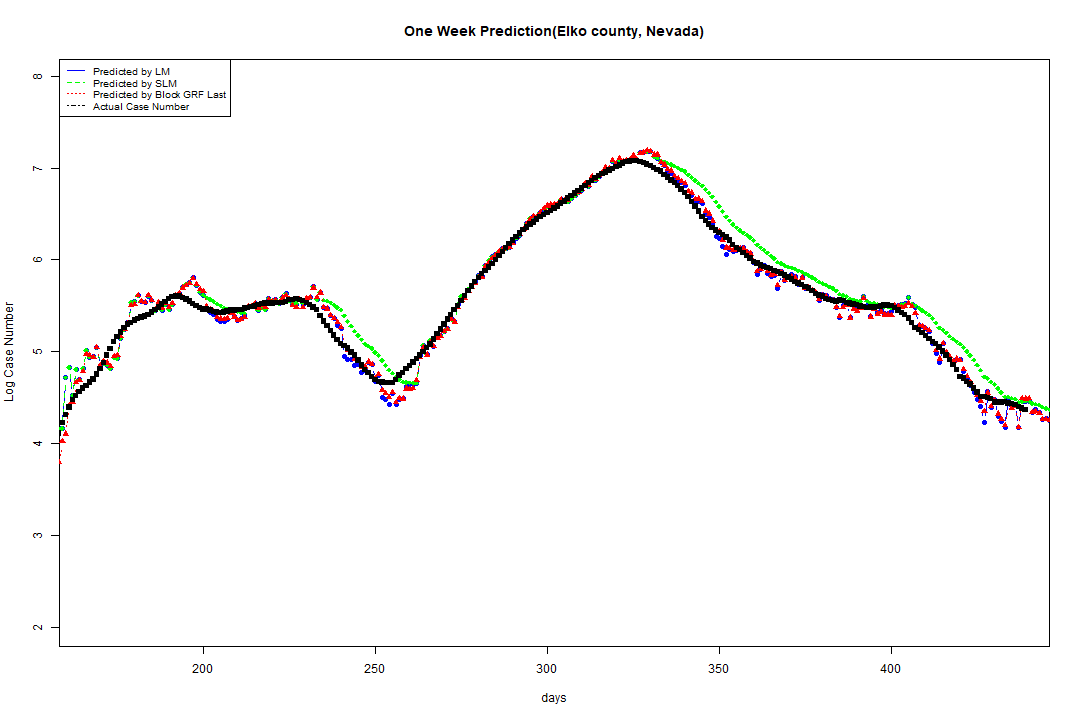 One Week Prediction(Elko county, Nevada)
Predicted by LM
Predicted by SLM
Predicted by Block GRF Last
Actual Case Number
8
7
6
5
4
3
2
Log Case Number
200 250 300 350 400
days